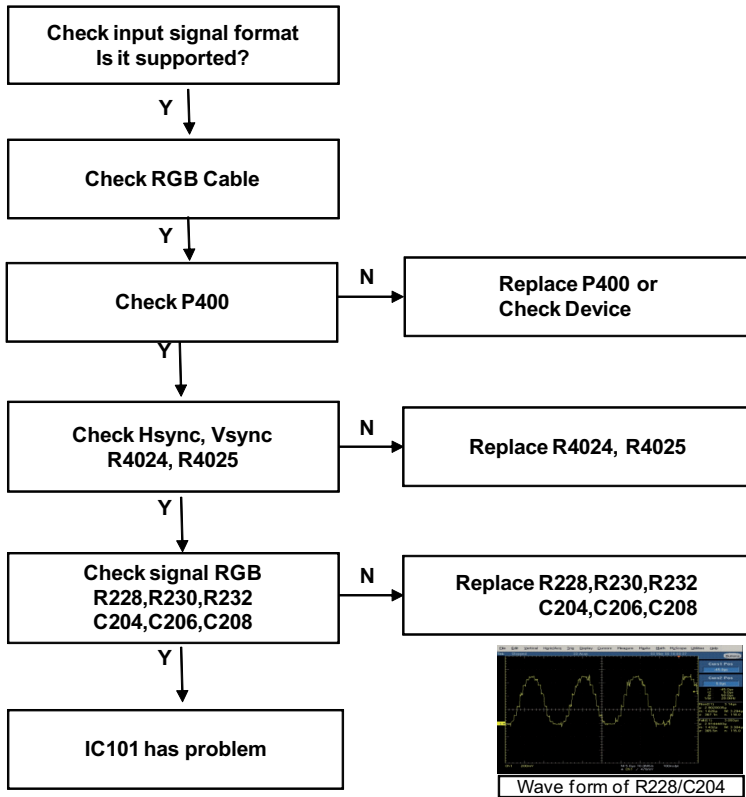 Check input signal format
Is it supported?
Y
Check RGB Cable
Y
Check P400
N
Replace P400 or
Check Device
Y
Check Hsync, Vsync
R4024, R4025
N
Replace R4024, R4025
Y
Check signal RGB
R228,R230,R232
C204,C206,C208
N
Replace R228,R230,R232
C204,C206,C208
Y
IC101 has problem
Wave form of R228/C204